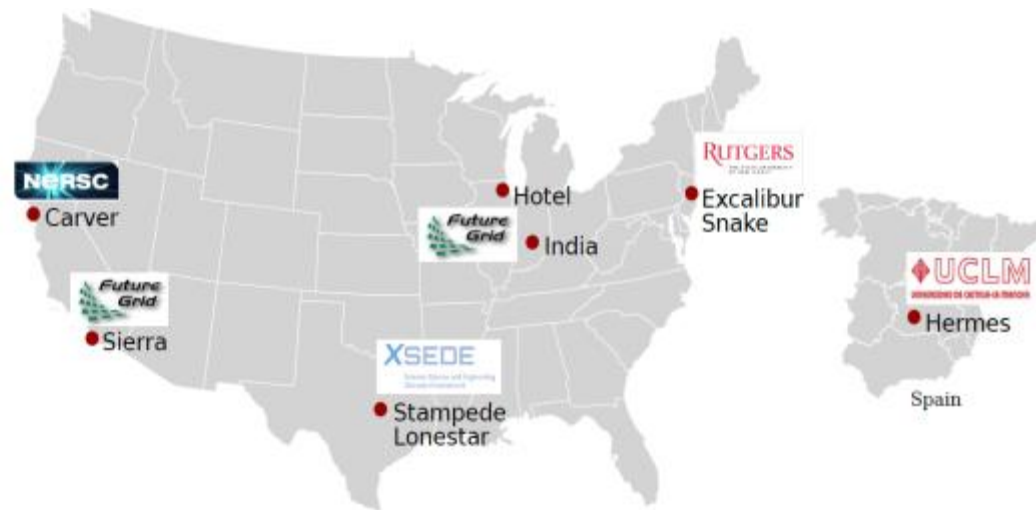 NERSC
Carver
Future
Grid
Sierra
Future
Grid
Hotel
India
XSEDE
Stampede
Lonestar
RUTGERS
Excalibur
Snake
UCLM
Hermes
Spain